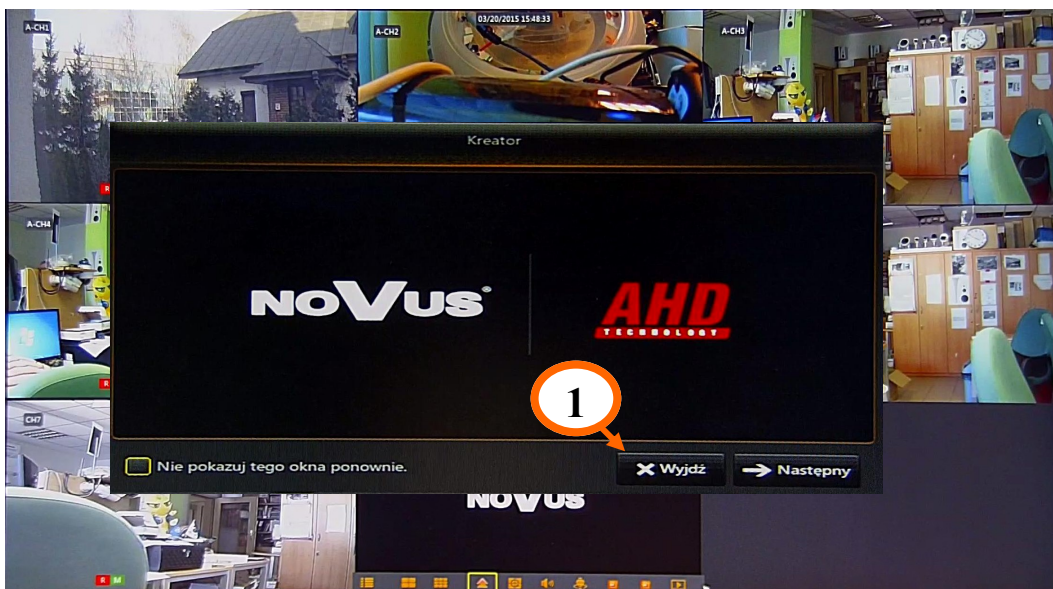 A-CH1
A-CH2
03/20/2015 15:48:33
A-CH3
Kreator
R
A-CH4
NOVUS®
AHD
TECHNOLOGY
R
1
CH7
Nie pokazuj tego okna ponownie.
Wyjdź
Następny
NOVUS
R M